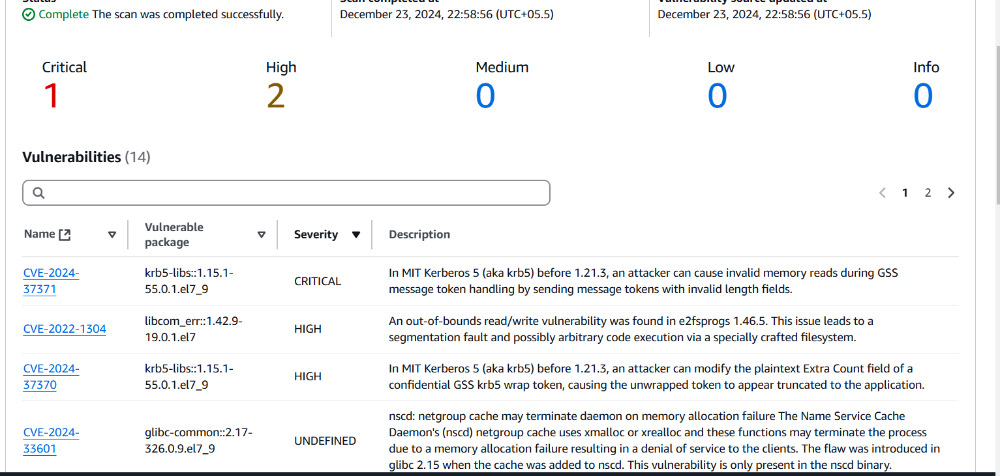 Status
Scan completed at
Vulnerability source updated at
Complete The scan was completed successfully.
December 23, 2024, 22:58:56 (UTC+05.5)
December 23, 2024, 22:58:56 (UTC+05.5)
Critical
1
High
2
Medium
0
Low
0
Info
0
Vulnerabilities (14)
1 2
Name
Vulnerable
package
Severity
Description
CVE-2024-
37371
krb5-libs::1.15.1-
55.0.1.el7_9
CRITICAL
In MIT Kerberos 5 (aka krb5) before 1.21.3, an attacker can cause invalid memory reads during GSS
message token handling by sending message tokens with invalid length fields.
CVE-2022-1304
libcom_err::1.42.9-
19.0.1.el7
HIGH
An out-of-bounds read/write vulnerability was found in e2fsprogs 1.46.5. This issue leads to a
segmentation fault and possibly arbitrary code execution via a specially crafted filesystem.
CVE-2024-
37370
krb5-libs::1.15.1-
55.0.1.el7_9
HIGH
In MIT Kerberos 5 (aka krb5) before 1.21.3, an attacker can modify the plaintext Extra Count field of a
confidential GSS krb5 wrap token, causing the unwrapped token to appear truncated to the application.
CVE-2024-
33601
glibc-common::2.17-
326.0.9.el7_9
UNDEFINED
nscd: netgroup cache may terminate daemon on memory allocation failure The Name Service Cache
Daemon's (nscd) netgroup cache uses xmalloc or xrealloc and these functions may terminate the process
due to a memory allocation failure resulting in a denial of service to the clients. The flaw was introduced in
glibc 2.15 when the cache was added to nscd. This vulnerability is only present in the nscd binary.